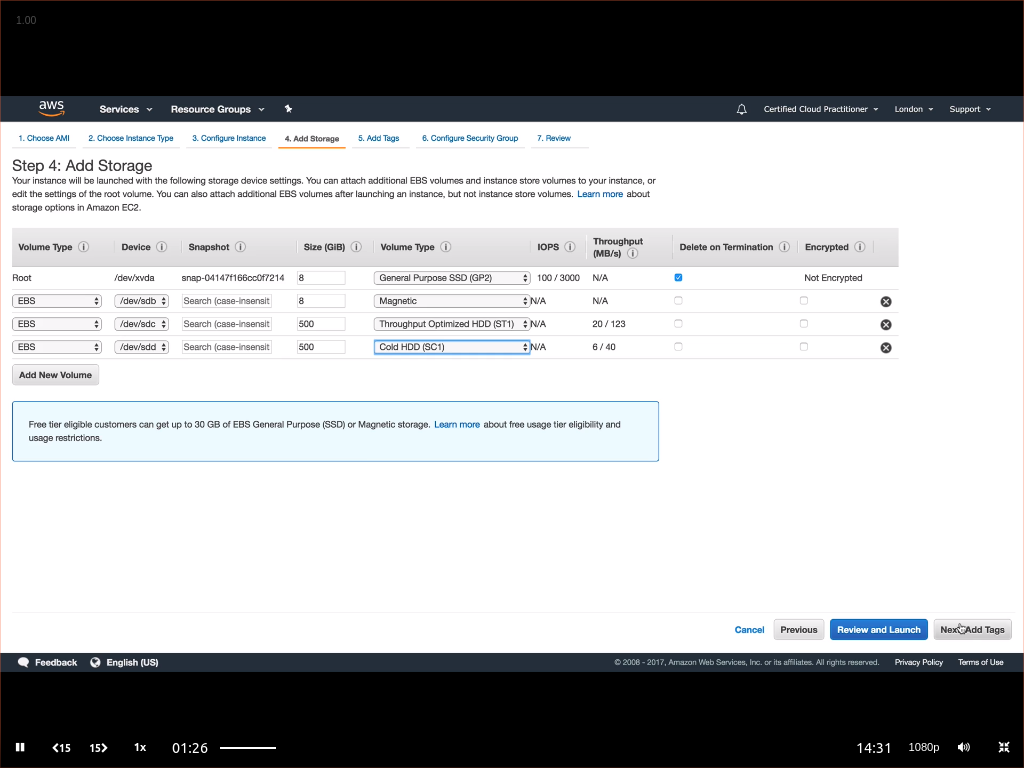 1.00
aws Services Resource Groups Certified Cloud Practitioner London Support
1. Choose AMI 2. Choose Instance Type 3. Configure Instance 4. Add Storage 5. Add Tags 6. Configure Security Group 7. Review
Step 4: Add Storage
Your instance will be launched with the following storage device settings. You can attach additional EBS volumes and instance store volumes to your instance, or
edit the settings of the root volume. You can also attach additional EBS volumes after launching an instance, but not instance store volumes. Learn more about
storage options in Amazon EC2.
Volume Type Device Snapshot Size (GiB) Volume Type IOPS Throughput (MB/s) Delete on Termination Encrypted
Root /dev/xvda snap-04147f166cc0f7214 8 General Purpose SSD (GP2) 100 / 3000 N/A Not Encrypted
EBS /dev/sdb Search (case-insensit 8 Magnetic N/A N/A
EBS /dev/sdc Search (case-insensit 500 Throughput Optimized HDD (ST1) N/A 20 / 123
EBS /dev/sdd Search (case-insensit 500 Cold HDD (SC1) N/A 6 / 40
Add New Volume
Free tier eligible customers can get up to 30 GB of EBS General Purpose (SSD) or Magnetic storage. Learn more about free usage tier eligibility and
usage restrictions.
Cancel Previous Review and Launch Next: Add Tags
Feedback English (US) © 2008 - 2017, Amazon Web Services, Inc. or its affiliates. All rights reserved. Privacy Policy Terms of Use
15 15 1x 01:26 14:31 1080p